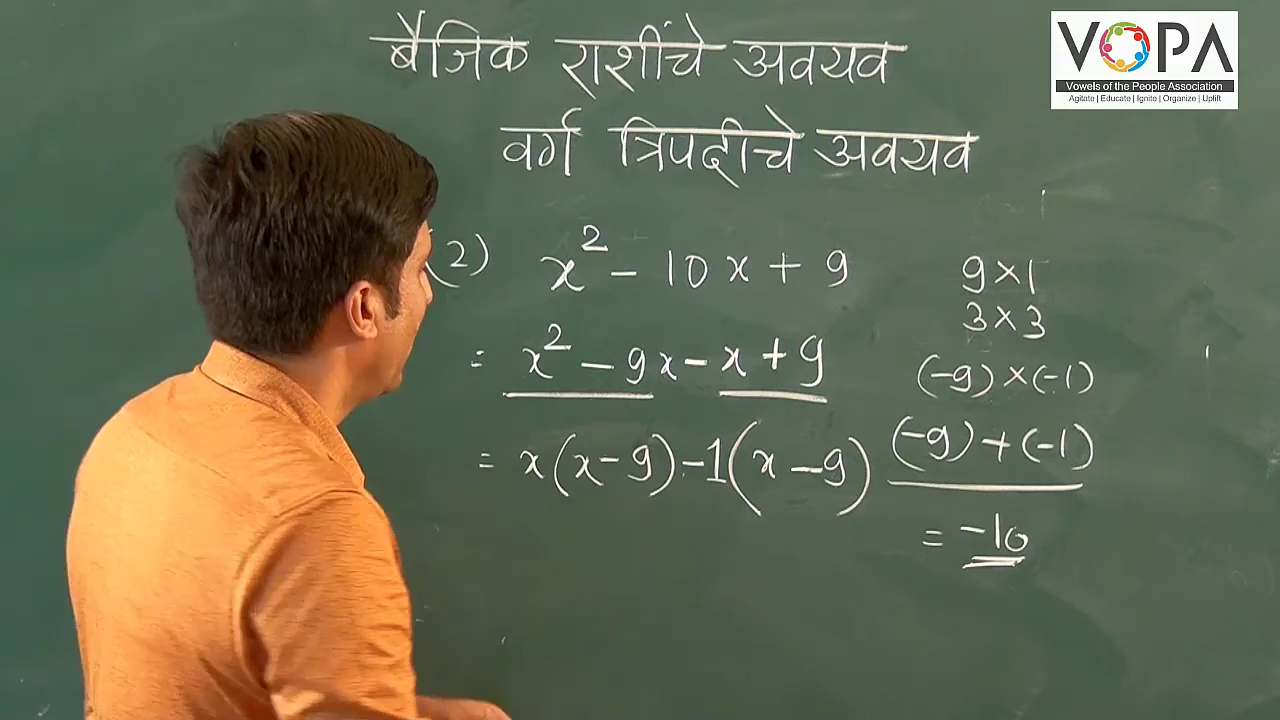 बैजिक राशींचे अवयव
वर्ग त्रिपदीचे अवयव
VOPA
Vowels of the People Association
Agitate | Educate | Ignite | Organize | Uplift
(2) x² - 10x + 9
= x² - 9x - x + 9
= x(x-9) -1(x-9)
9×1
3×3
(-9)×(-1)
(-9)+(-1)
= -10